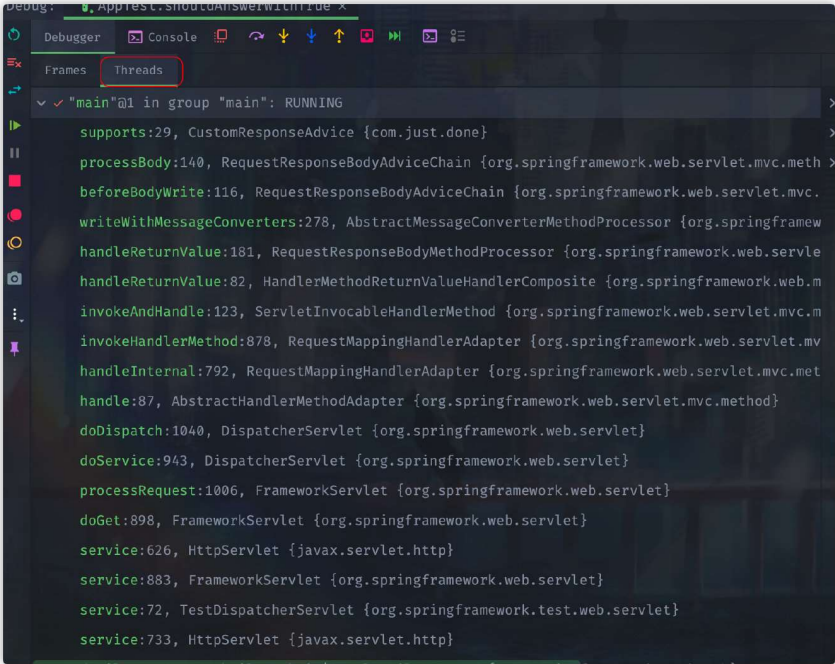 Debug: AppTest.shouldAnswerWithTrue ×
Debugger Console
Frames Threads
"main"@1 in group "main": RUNNING
supports:29, CustomResponseAdvice {com.just.done}
processBody:140, RequestResponseBodyAdviceChain {org.springframework.web.servlet.mvc.meth
beforeBodyWrite:116, RequestResponseBodyAdviceChain {org.springframework.web.servlet.mvc.
writeWithMessageConverters:278, AbstractMessageConverterMethodProcessor {org.springframew
handleReturnValue:181, RequestResponseBodyMethodProcessor {org.springframework.web.servle
handleReturnValue:82, HandlerMethodReturnValueHandlerComposite {org.springframework.web.m
invokeAndHandle:123, ServletInvocableHandlerMethod {org.springframework.web.servlet.mvc.m
invokeHandlerMethod:878, RequestMappingHandlerAdapter {org.springframework.web.servlet.mv
handleInternal:792, RequestMappingHandlerAdapter {org.springframework.web.servlet.mvc.met
handle:87, AbstractHandlerMethodAdapter {org.springframework.web.servlet.mvc.method}
doDispatch:1040, DispatcherServlet {org.springframework.web.servlet}
doService:943, DispatcherServlet {org.springframework.web.servlet}
processRequest:1006, FrameworkServlet {org.springframework.web.servlet}
doGet:898, FrameworkServlet {org.springframework.web.servlet}
service:626, HttpServlet {javax.servlet.http}
service:883, FrameworkServlet {org.springframework.web.servlet}
service:72, TestDispatcherServlet {org.springframework.test.web.servlet}
service:733, HttpServlet {javax.servlet.http}